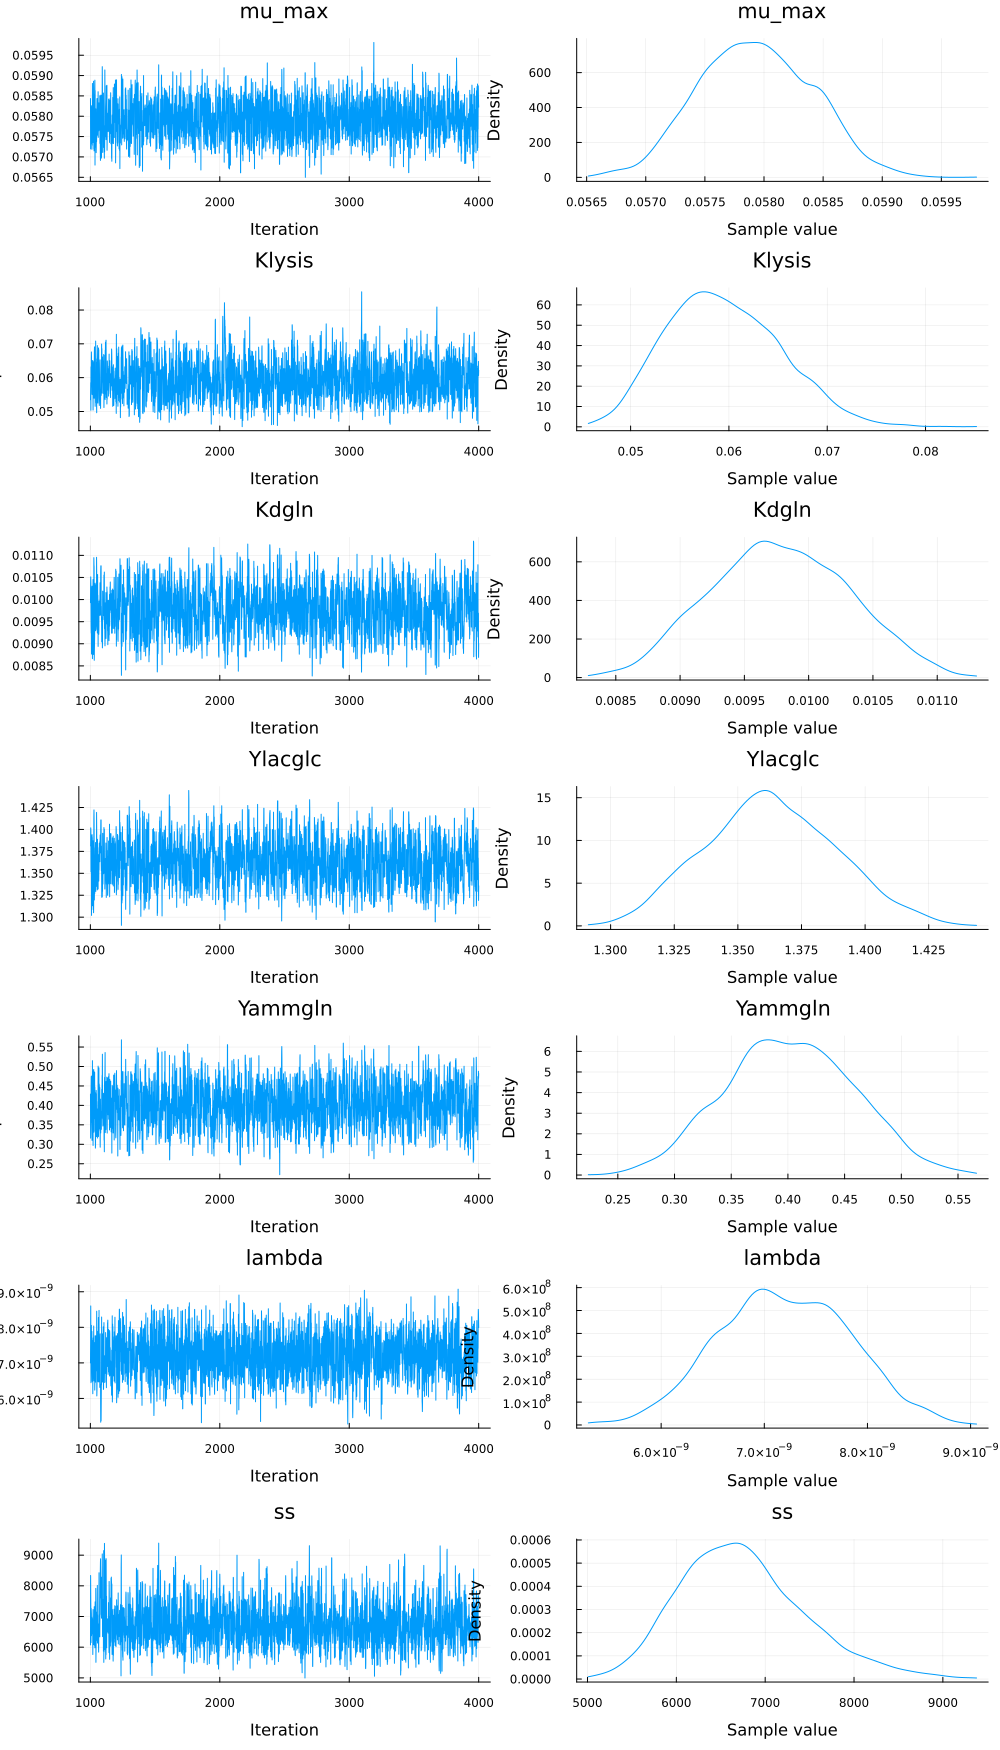 mu_max mu_max
0.0595
0.0590
0.0585
0.0580
0.0575
0.0570
0.0565
1000 2000 3000 4000
Iteration
Density
600
400
200
0
0.0565 0.0570 0.0575 0.0580 0.0585 0.0590 0.0595
Sample value
Klysis Klysis
0.08
0.07
0.06
0.05
1000 2000 3000 4000
Iteration
Density
60
50
40
30
20
10
0
0.05 0.06 0.07 0.08
Sample value
Kdgln Kdgln
0.0110
0.0105
0.0100
0.0095
0.0090
0.0085
1000 2000 3000 4000
Iteration
Density
600
400
200
0
0.0085 0.0090 0.0095 0.0100 0.0105 0.0110
Sample value
Ylacglc Ylacglc
1.425
1.400
1.375
1.350
1.325
1.300
1000 2000 3000 4000
Iteration
Density
15
10
5
0
1.300 1.325 1.350 1.375 1.400 1.425
Sample value
Yammgln Yammgln
0.55
0.50
0.45
0.40
0.35
0.30
0.25
1000 2000 3000 4000
Iteration
Density
6
5
4
3
2
1
0
0.25 0.30 0.35 0.40 0.45 0.50 0.55
Sample value
lambda lambda
9.0×10⁻⁹
8.0×10⁻⁹
7.0×10⁻⁹
6.0×10⁻⁹
1000 2000 3000 4000
Iteration
Density
6.0×10⁸
5.0×10⁸
4.0×10⁸
3.0×10⁸
2.0×10⁸
1.0×10⁸
0
6.0×10⁻⁹ 7.0×10⁻⁹ 8.0×10⁻⁹ 9.0×10⁻⁹
Sample value
ss ss
9000
8000
7000
6000
5000
1000 2000 3000 4000
Iteration
Density
0.0006
0.0005
0.0004
0.0003
0.0002
0.0001
0.0000
5000 6000 7000 8000 9000
Sample value